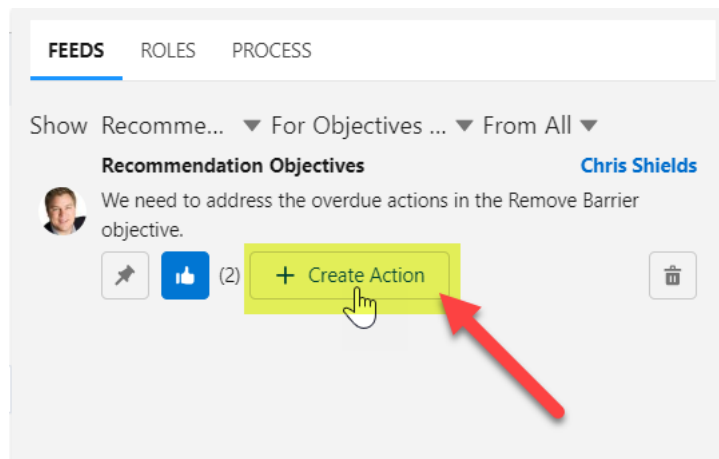 FEEDS ROLES PROCESS
Show Recomme... For Objectives ... From All
Recommendation Objectives Chris Shields
We need to address the overdue actions in the Remove Barrier
objective.
(2) + Create Action